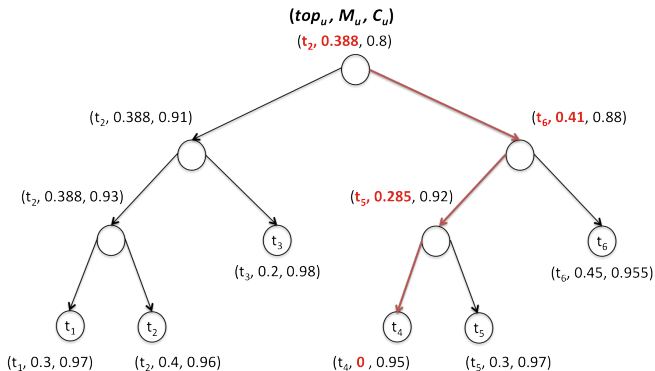 (top_u, M_u, C_u)
(t₂, 0.388, 0.8)
(t₂, 0.388, 0.91)
(t₆, 0.41, 0.88)
(t₂, 0.388, 0.93)
(t₅, 0.285, 0.92)
t₃
t₆
(t₃, 0.2, 0.98)
(t₆, 0.45, 0.955)
t₁
t₂
t₄
t₅
(t₁, 0.3, 0.97)
(t₂, 0.4, 0.96)
(t₄, 0 , 0.95)
(t₅, 0.3, 0.97)